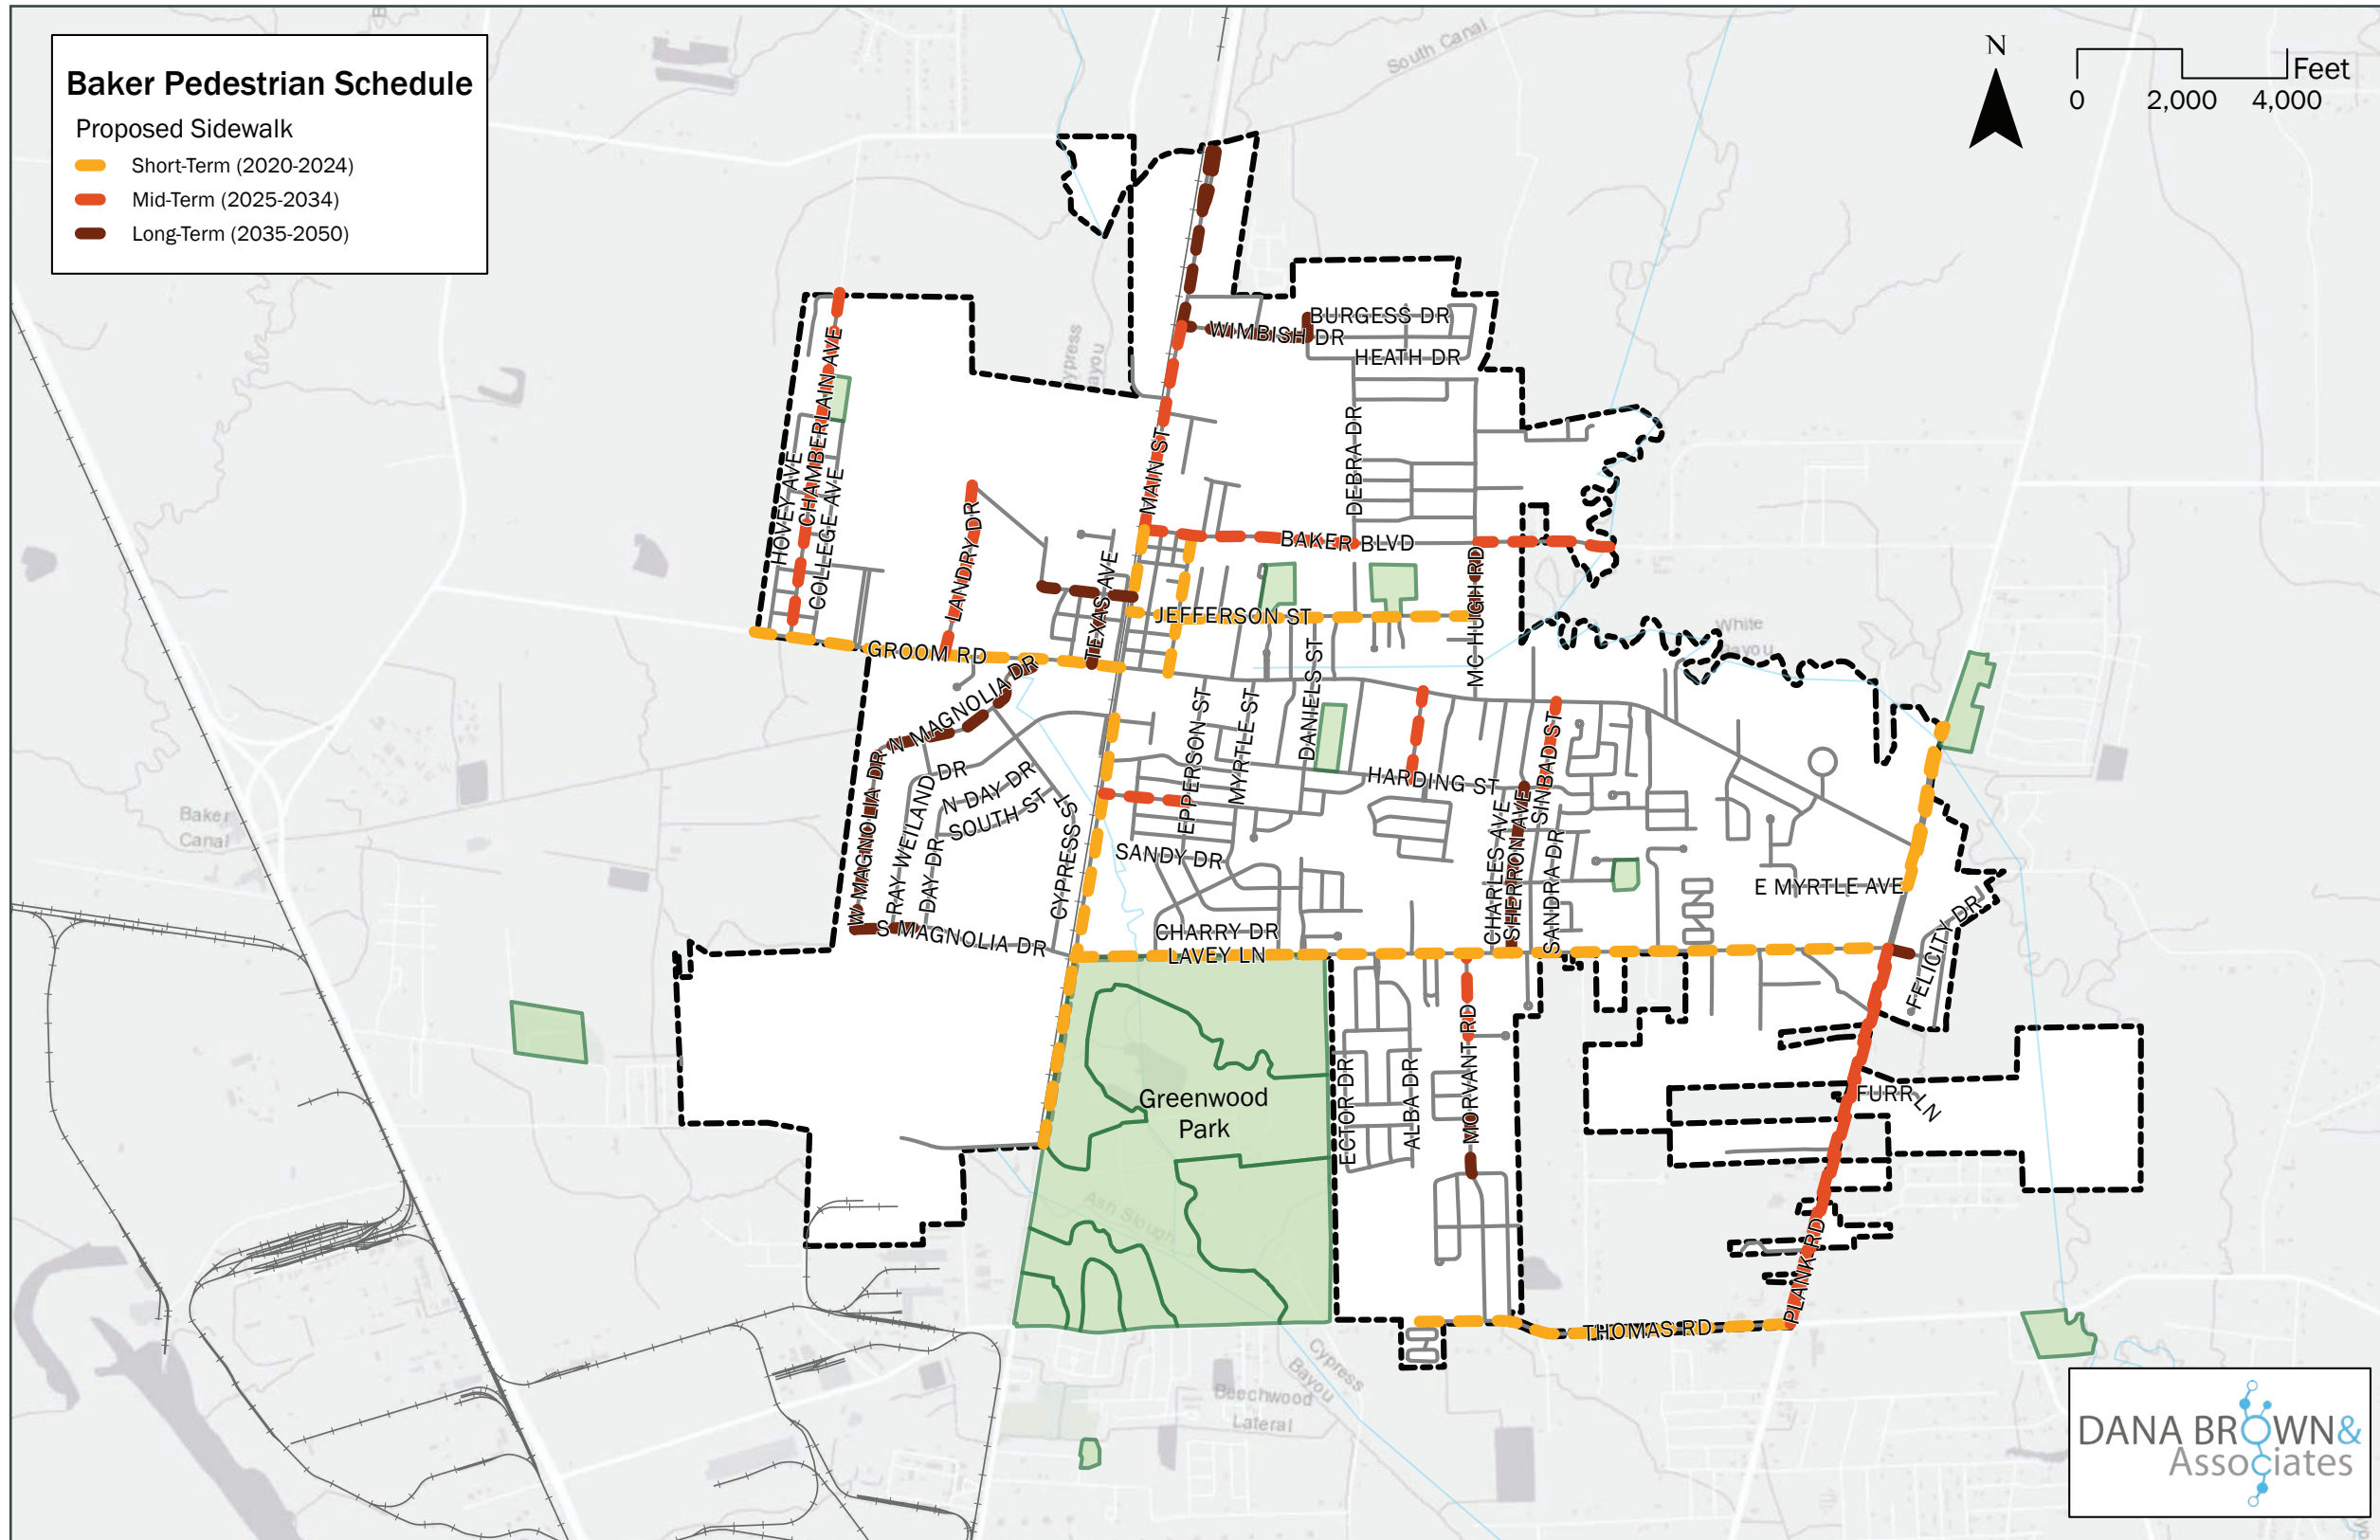 Baker Pedestrian Schedule
Proposed Sidewalk
Short-Term (2020-2024)
Mid-Term (2025-2034)
Long-Term (2035-2050)
N
Feet
0 2,000 4,000
South Canal
BURGESS DR
WIMBISH DR
HEATH DR
CHAMBERLAIN AVE
HOVEY AVE
COLLEGE AVE
LANDRY DR
MAIN ST
DEBRA DR
BAKER BLVD
TEXAS AVE
JEFFERSON ST
MC HUGH RD
GROOM RD
White
Bayou
N MAGNOLIA DR
W MAGNOLIA DR
RAY WEILAND DR
N DAY DR
SOUTH ST
DAY DR
CYPRESS ST
S MAGNOLIA DR
EPPERSON ST
MYRTLE ST
DANIELS ST
HARDING ST
SINBAD ST
CHARLES AVE
SHERRON AVE
SANDRA DR
SANDY DR
CHARRY DR
LAVEY LN
E MYRTLE AVE
FELICITY DR
Baker
Canal
Greenwood
Park
Ash Slough
ECTOR DR
ALBA DR
MORVANT RD
FURR LN
PLANK RD
THOMAS RD
Cypress
Bayou
Beechwood
Lateral
DANA BROWN&
Associates